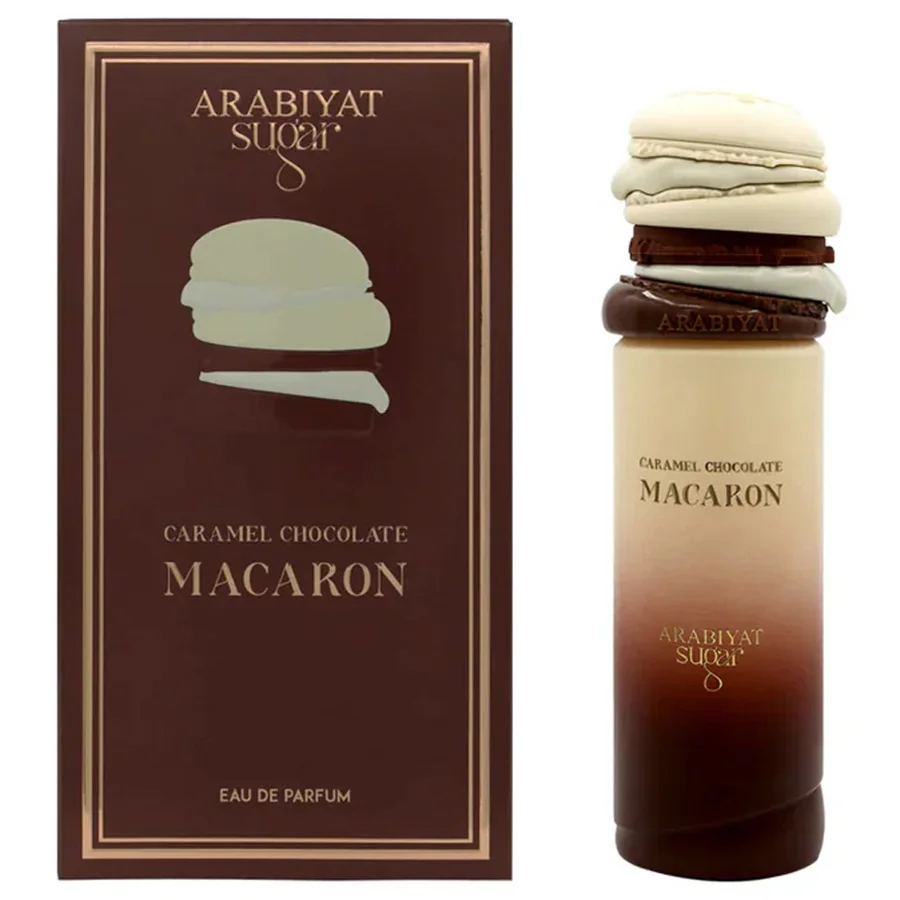 ARABIYAT
sugar
CARAMEL CHOCOLATE
MACARON
EAU DE PARFUM
ARABIYAT
CARAMEL CHOCOLATE
MACARON
ARABIYAT
sugar